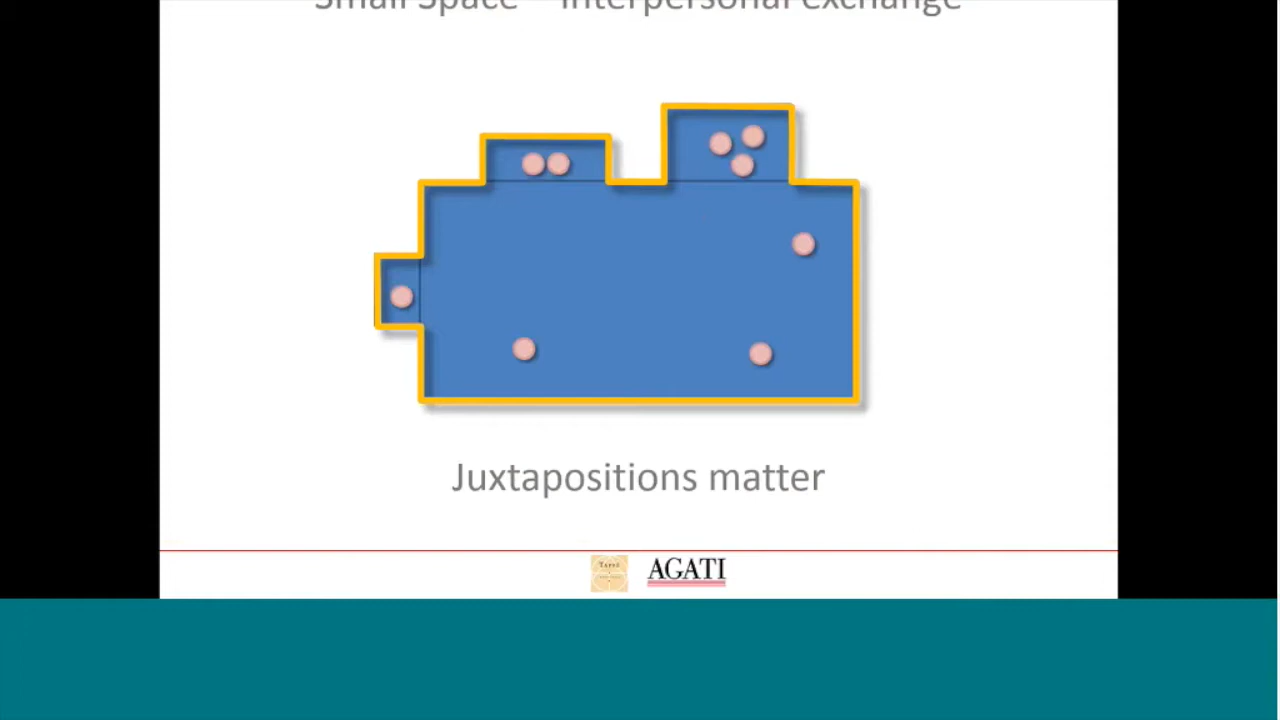 Small Space – Interpersonal exchange
Juxtapositions matter
AGATI